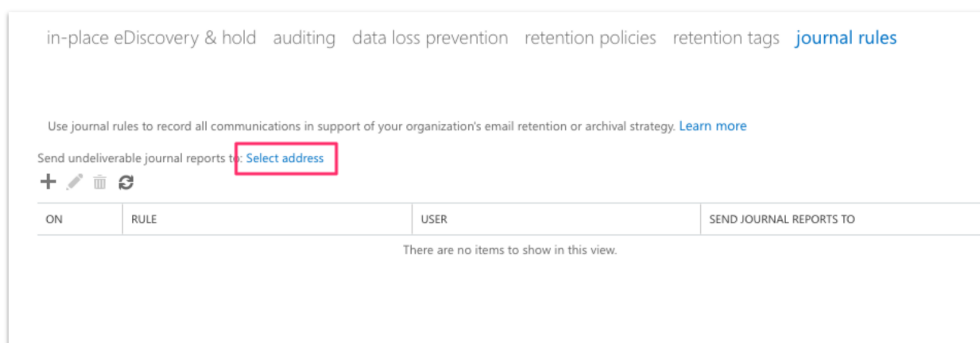 in-place eDiscovery & hold auditing data loss prevention retention policies retention tags journal rules
Use journal rules to record all communications in support of your organization's email retention or archival strategy. Learn more
Send undeliverable journal reports to: Select address
ON RULE USER SEND JOURNAL REPORTS TO
There are no items to show in this view.